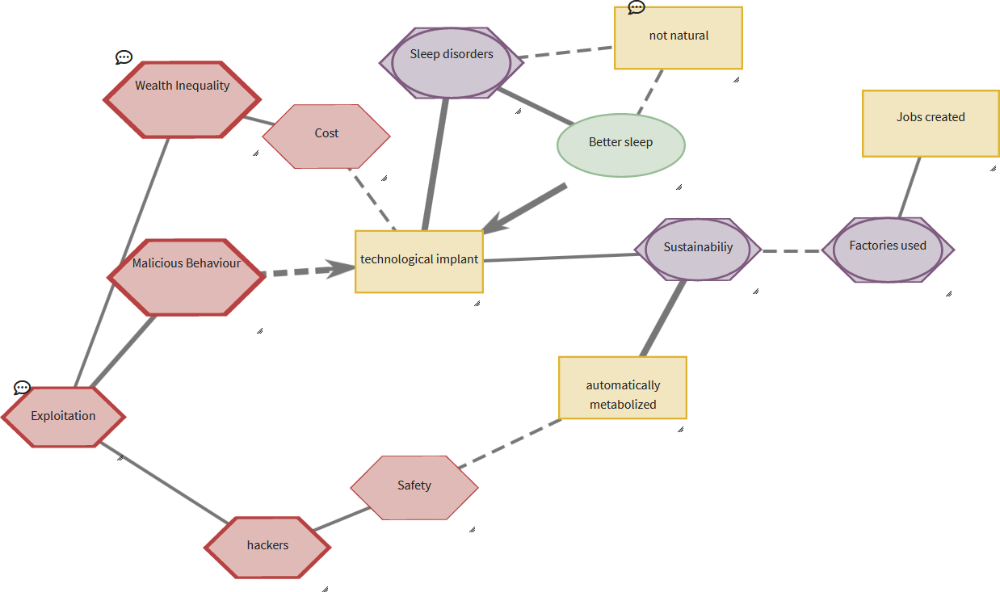 not natural
Sleep disorders
Wealth Inequality
Jobs created
Cost
Better sleep
Factories used
Sustainabiliy
technological implant
Malicious Behaviour
automatically
metabolized
Exploitation
Safety
hackers